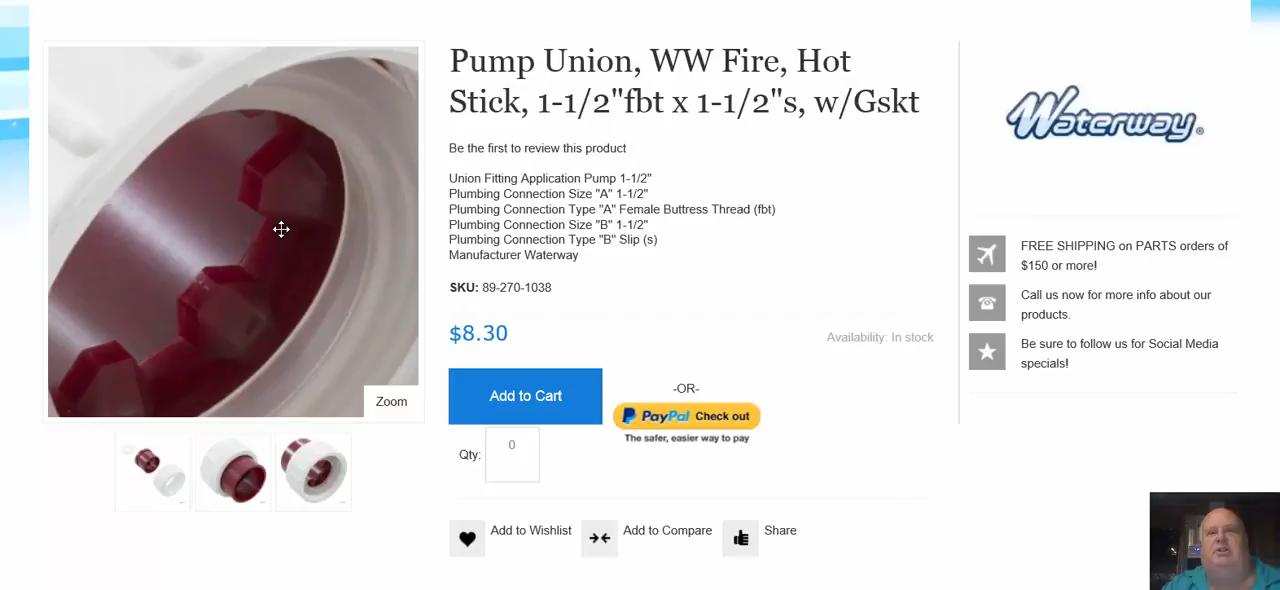 Pump Union, WW Fire, Hot
Stick, 1-1/2"fbt x 1-1/2"s, w/Gskt
Be the first to review this product
Union Fitting Application Pump 1-1/2"
Plumbing Connection Size "A" 1-1/2"
Plumbing Connection Type "A" Female Buttress Thread (fbt)
Plumbing Connection Size "B" 1-1/2"
Plumbing Connection Type "B" Slip (s)
Manufacturer Waterway
SKU: 89-270-1038
$8.30
Availability: In stock
Add to Cart
-OR-
PayPal Check out
The safer, easier way to pay
Qty:
0
Add to Wishlist
Add to Compare
Share
Zoom
Waterway
FREE SHIPPING on PARTS orders of
$150 or more!
Call us now for more info about our
products.
Be sure to follow us for Social Media
specials!